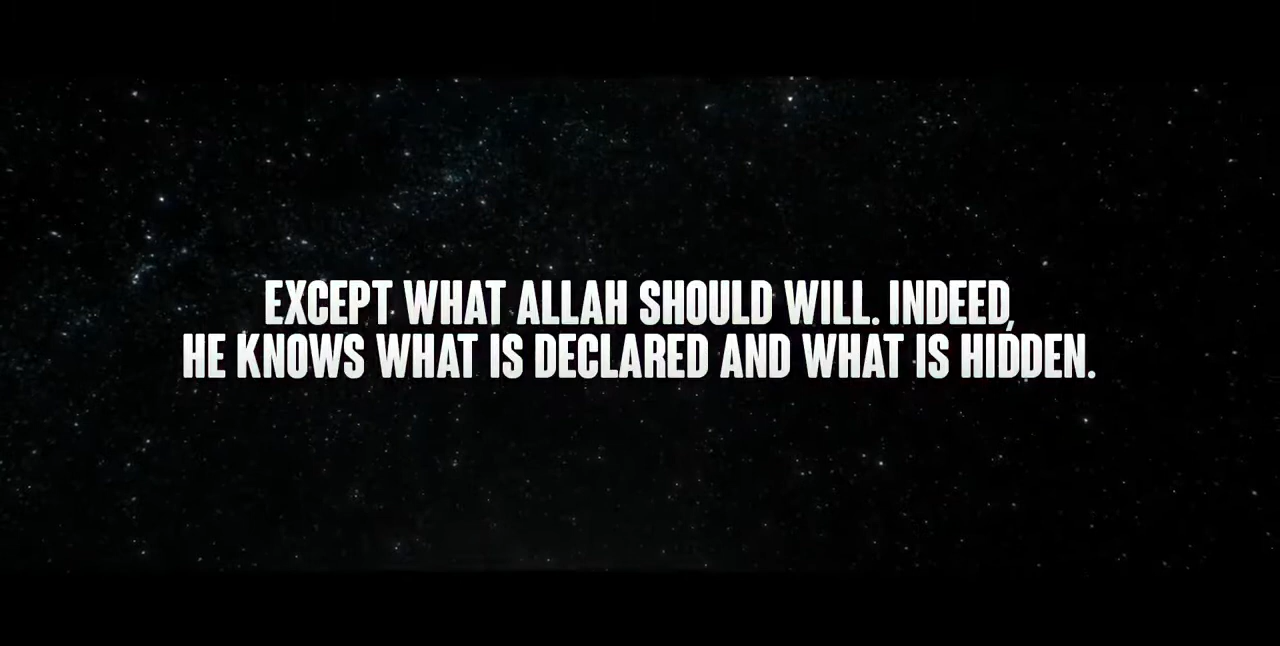 EXCEPT WHAT ALLAH SHOULD WILL. INDEED,
HE KNOWS WHAT IS DECLARED AND WHAT IS HIDDEN.